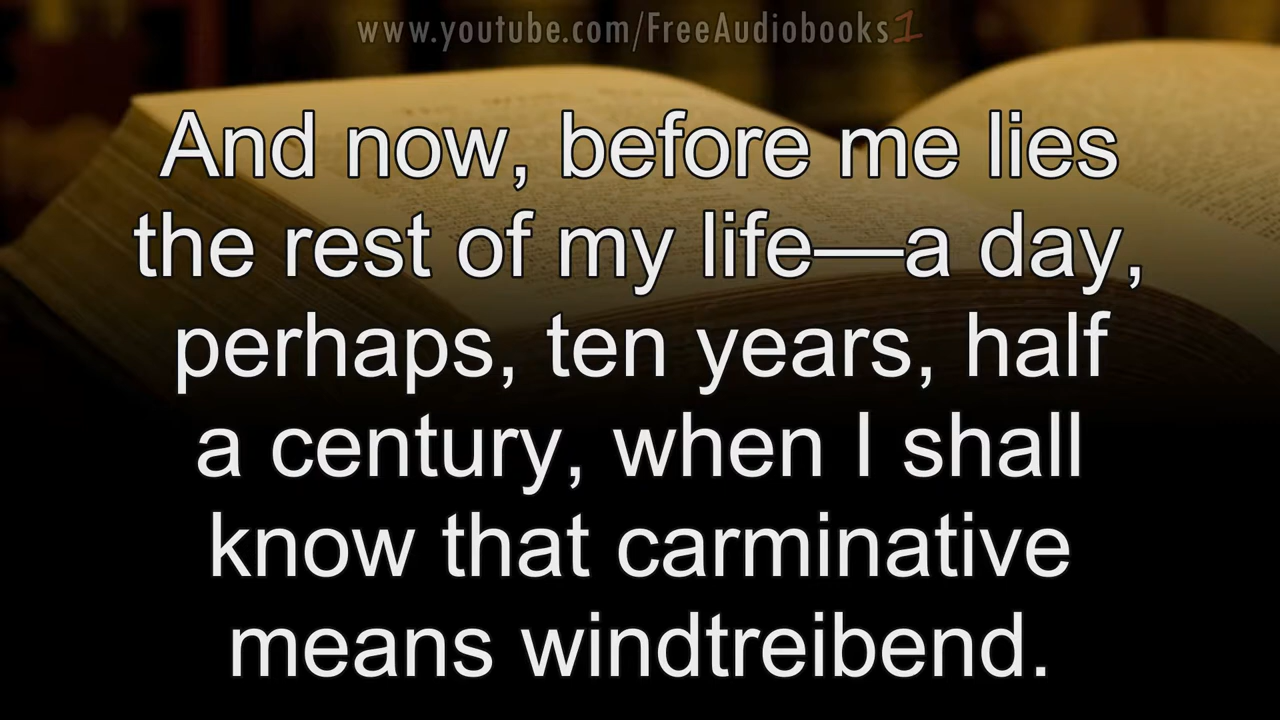 www.youtube.com/FreeAudiobooks1
And now, before me lies
the rest of my life—a day,
perhaps, ten years, half
a century, when I shall
know that carminative
means windtreibend.